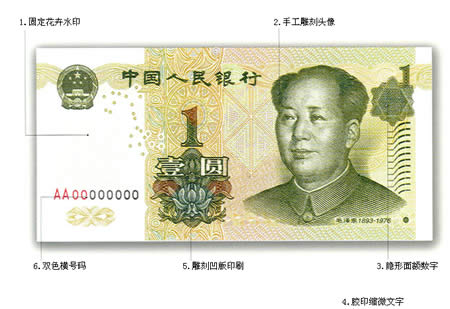 1.固定花卉水印
2.手工雕刻头像
中国人民银行
1
1
壹圆
AA00000000
毛泽东1893-1976
6.双色横号码
5.雕刻凹版印刷
3.隐形面额数字
4.胶印缩微文字